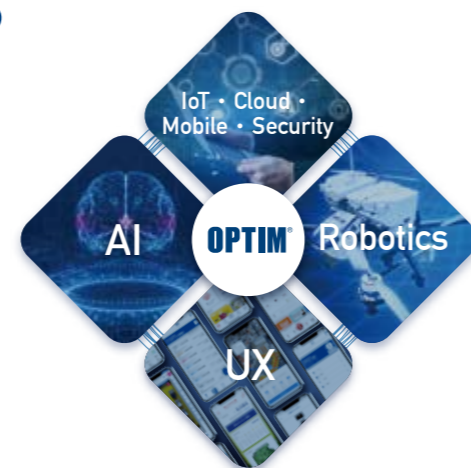 IoT・Cloud・
Mobile・Security
AI
OPTIM®
Robotics
UX